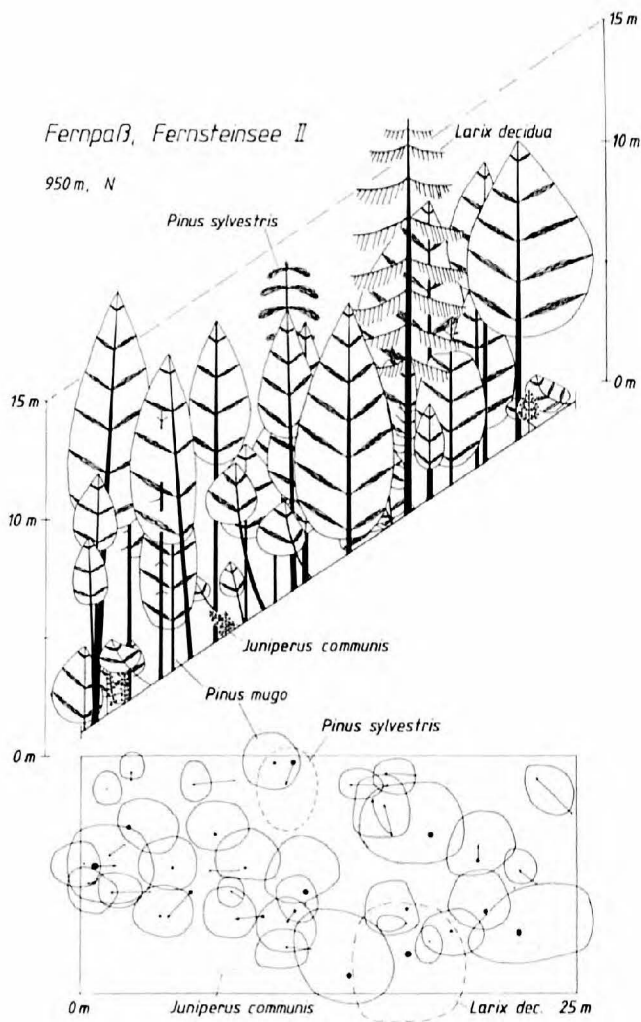 15 m
Fernpaß, Fernsteinsee II
Larix decidua
10 m
950 m, N
Pinus sylvestris
0 m
15 m
10 m
Juniperus communis
Pinus mugo
Pinus sylvestris
0 m
0 m
Juniperus communis
Larix dec.
25 m